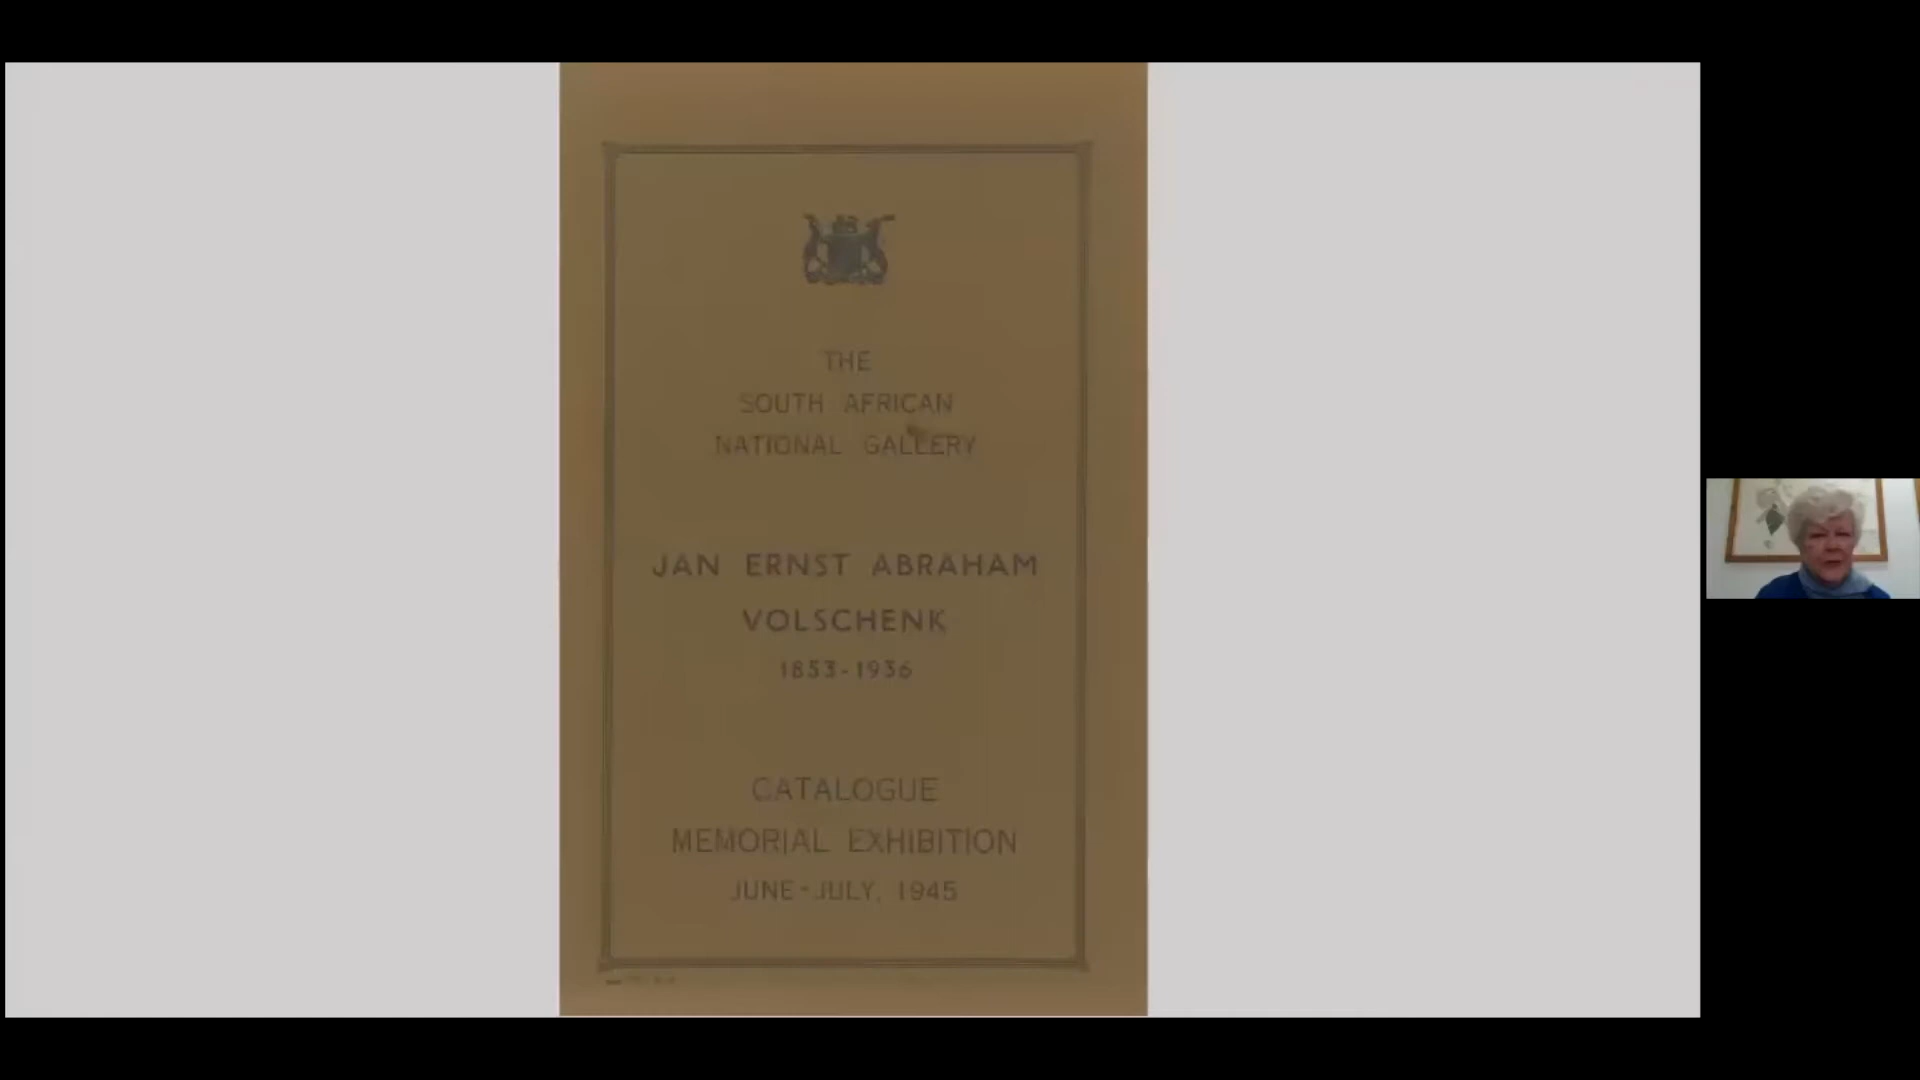 THE
SOUTH AFRICAN
NATIONAL GALLERY
JAN ERNST ABRAHAM
VOLSCHENK
1853-1936
CATALOGUE
MEMORIAL EXHIBITION
JUNE-JULY, 1945